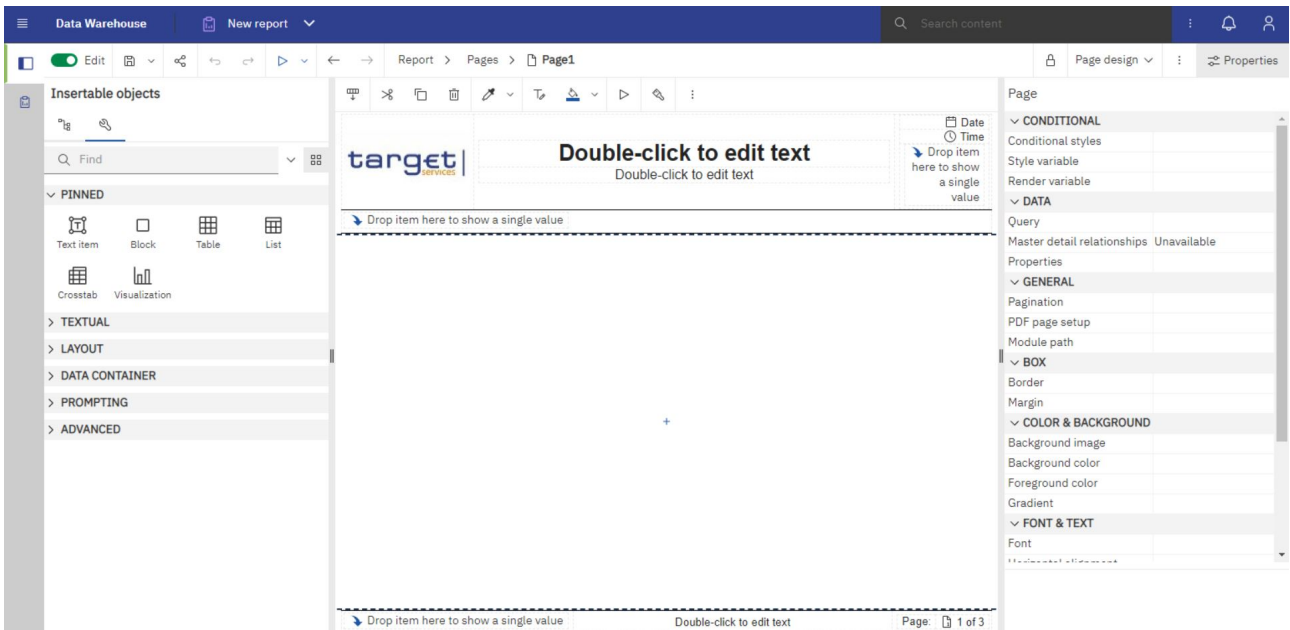 Data Warehouse
New report
Search content
Edit
Report > Pages > Page1
Page design
Properties
Insertable objects
Find
PINNED
Text item
Block
Table
List
Crosstab
Visualization
TEXTUAL
LAYOUT
DATA CONTAINER
PROMPTING
ADVANCED
target
services
Double-click to edit text
Double-click to edit text
Date
Time
Drop item
here to show
a single
value
Drop item here to show a single value
Drop item here to show a single value
Double-click to edit text
Page: 1 of 3
Page
CONDITIONAL
Conditional styles
Style variable
Render variable
DATA
Query
Master detail relationships Unavailable
Properties
GENERAL
Pagination
PDF page setup
Module path
BOX
Border
Margin
COLOR & BACKGROUND
Background image
Background color
Foreground color
Gradient
FONT & TEXT
Font